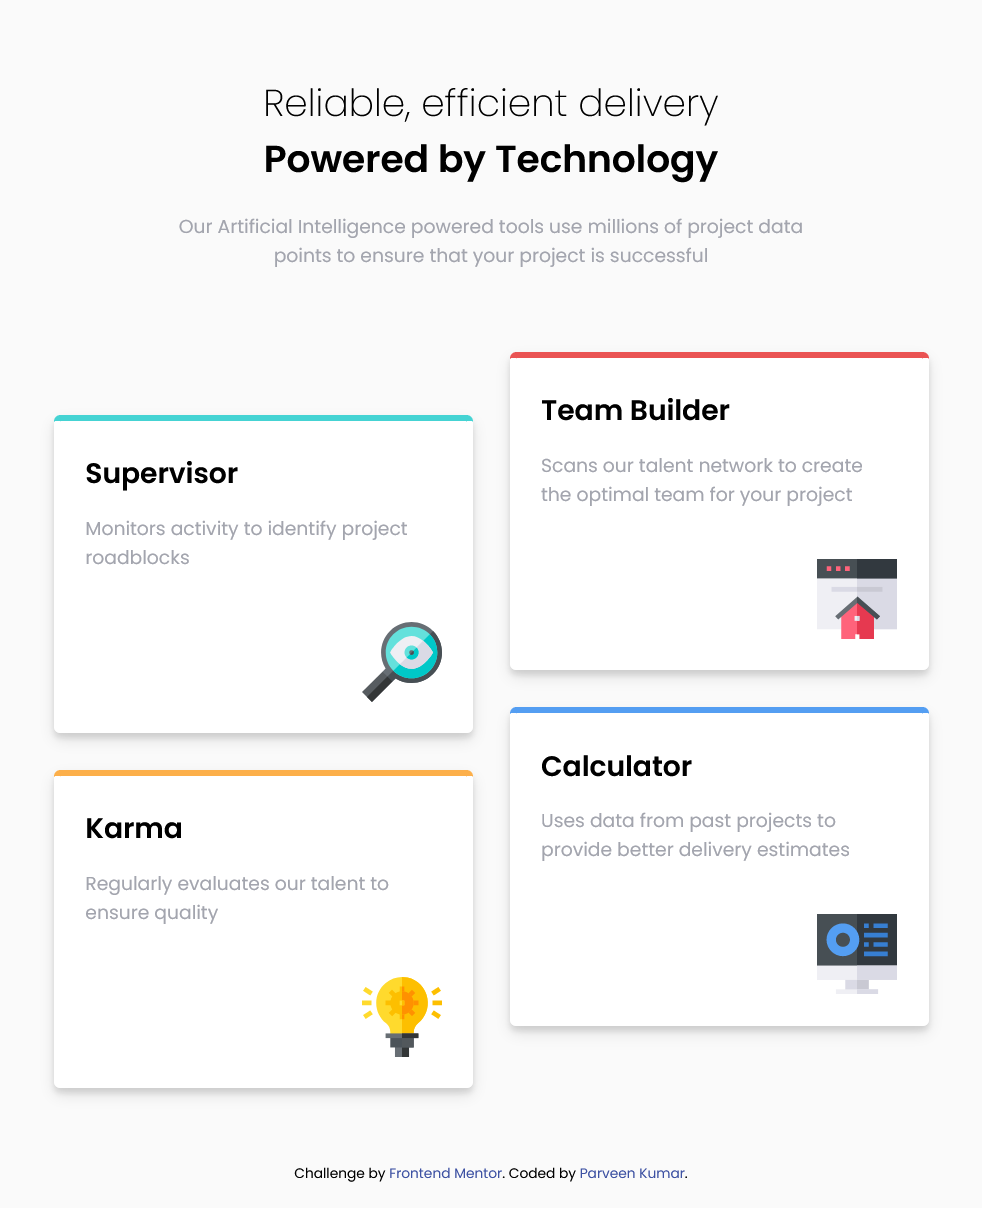 Reliable, efficient delivery
Powered by Technology
Our Artificial Intelligence powered tools use millions of project data
points to ensure that your project is successful
Supervisor
Monitors activity to identify project
roadblocks
Karma
Regularly evaluates our talent to
ensure quality
Team Builder
Scans our talent network to create
the optimal team for your project
Calculator
Uses data from past projects to
provide better delivery estimates
Challenge by Frontend Mentor. Coded by Parveen Kumar.